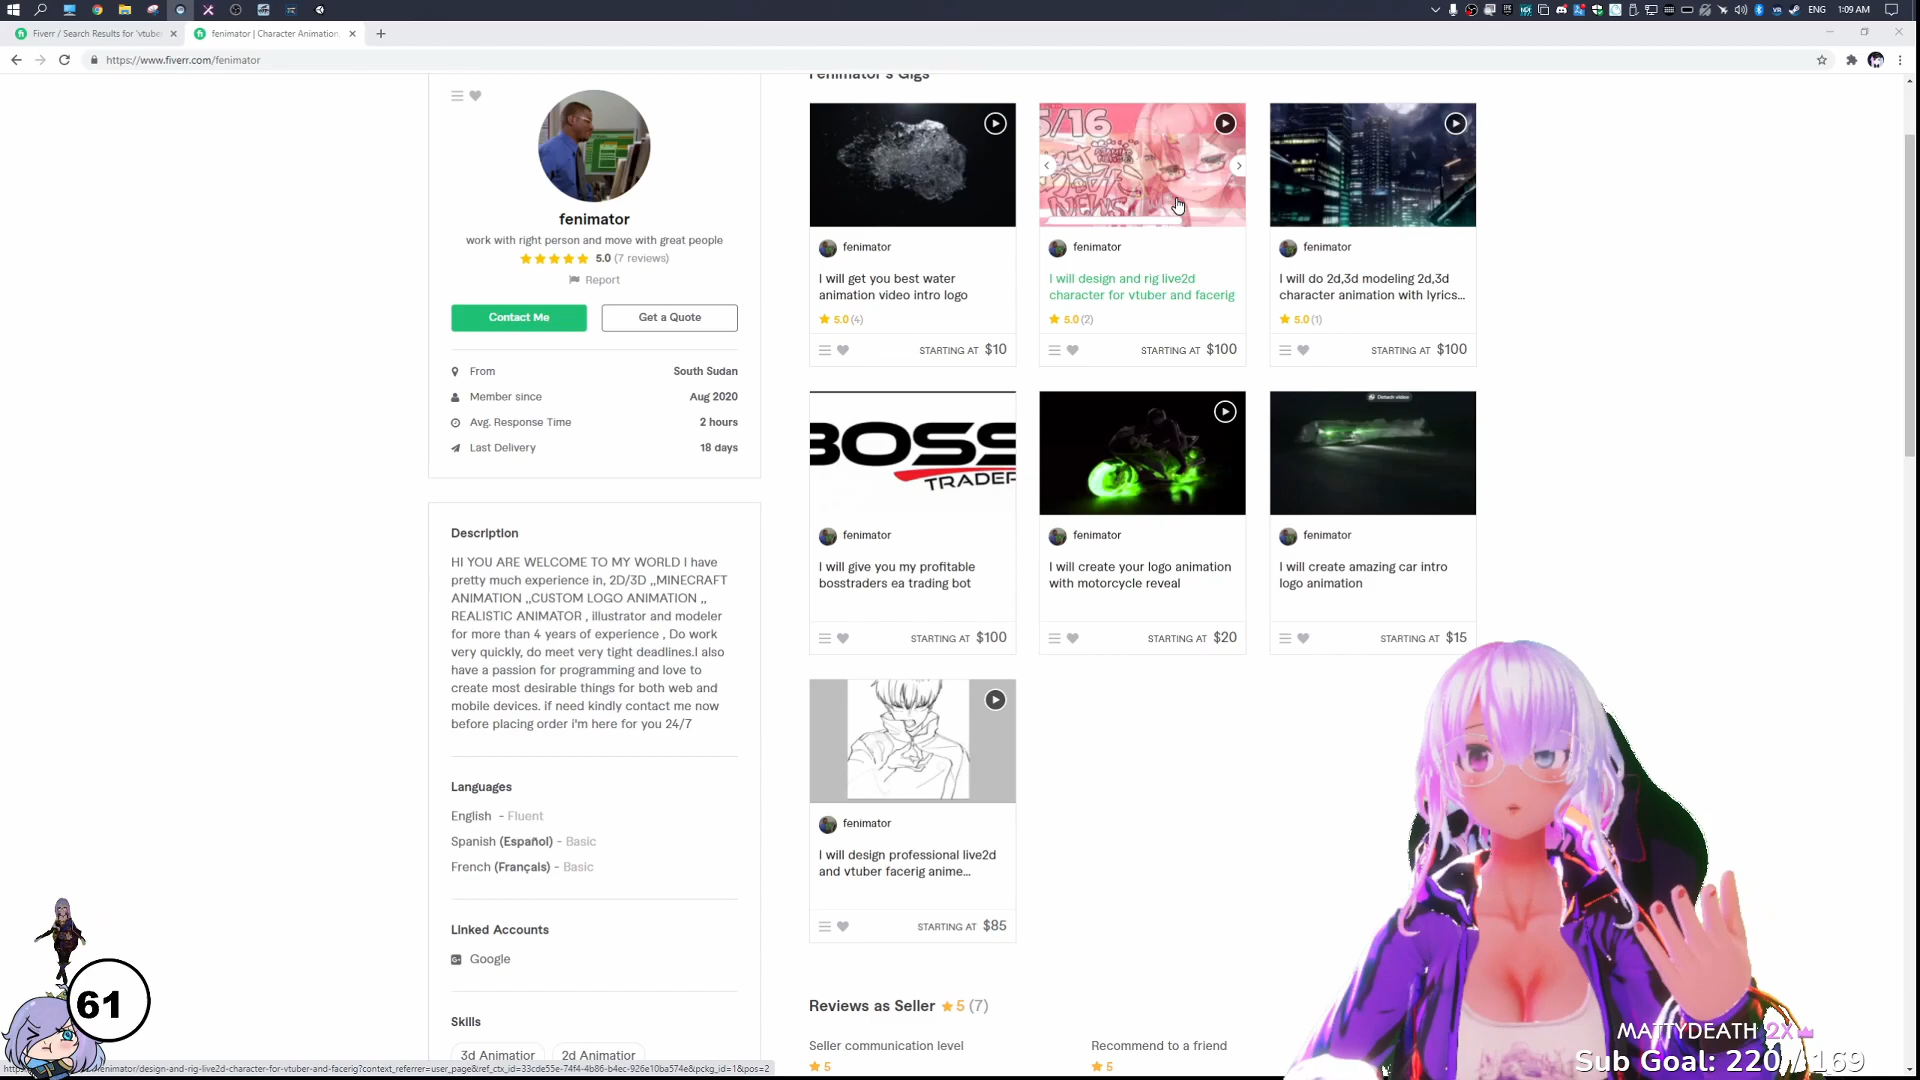 ENG
1:09 AM
Fiverr / Search Results for 'vtube
fenimator | Character Animation,
https://www.fiverr.com/fenimator
fenimator
work with right person and move with great people
5.0 (7 reviews)
Report
Contact Me
Get a Quote
From
South Sudan
Member since
Aug 2020
Avg. Response Time
2 hours
Last Delivery
18 days
Description
HI YOU ARE WELCOME TO MY WORLD I have
pretty much experience in, 2D/3D ,,MINECRAFT
ANIMATION ,,CUSTOM LOGO ANIMATION ,,
REALISTIC ANIMATOR , illustrator and modeler
for more than 4 years of experience , Do work
very quickly, do meet very tight deadlines.I also
have a passion for programming and love to
create most desirable things for both web and
mobile devices. if need kindly contact me now
before placing order i'm here for you 24/7
Languages
English - Fluent
Spanish (Español) - Basic
French (Français) - Basic
Linked Accounts
Google
Skills
3d Animator
2d Animation
Fenimator's Gigs
fenimator
I will get you best water
animation video intro logo
5.0 (4)
STARTING AT $10
5/16
NEWS
fenimator
I will design and rig live2d
character for vtuber and facerig
5.0 (2)
STARTING AT $100
fenimator
I will do 2d,3d modeling 2d,3d
character animation with lyrics...
5.0 (1)
STARTING AT $100
BOSS
TRADER
fenimator
I will give you my profitable
bosstraders ea trading bot
STARTING AT $100
fenimator
I will create your logo animation
with motorcycle reveal
STARTING AT $20
Detach video
fenimator
I will create amazing car intro
logo animation
STARTING AT $15
fenimator
I will design professional live2d
and vtuber facerig anime...
STARTING AT $85
Reviews as Seller 5 (7)
Seller communication level
5
Recommend to a friend
5
61
MATTYDEATH 2X
Sub Goal: 220 / 169